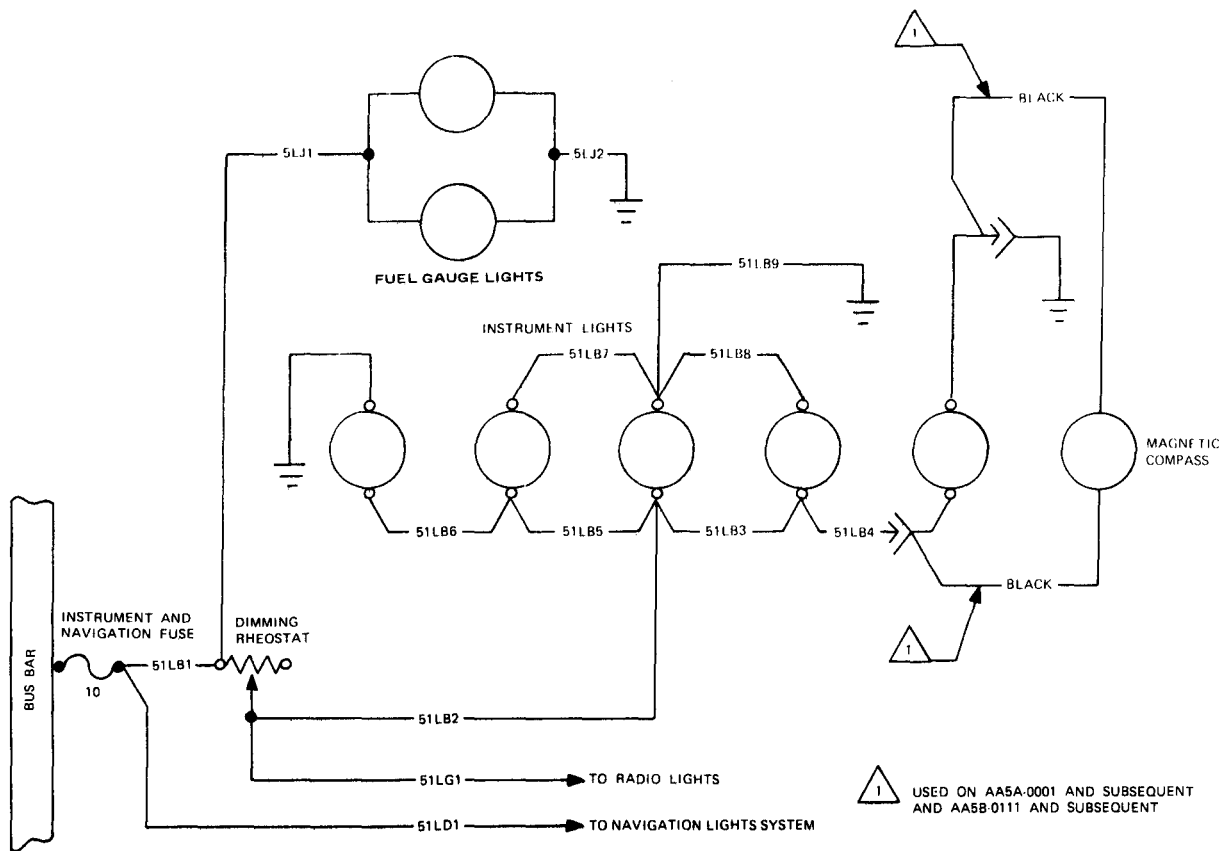 1
BLACK
5LJ1
5LJ2
FUEL GAUGE LIGHTS
51LB9
INSTRUMENT LIGHTS
51LB7
51LB8
MAGNETIC
COMPASS
51LB6
51LB5
51LB3
51LB4
BLACK
1
INSTRUMENT AND
NAVIGATION FUSE
DIMMING
RHEOSTAT
BUS BAR
51LB1
10
51LB2
51LG1
TO RADIO LIGHTS
51LD1
TO NAVIGATION LIGHTS SYSTEM
1
USED ON AA5A-0001 AND SUBSEQUENT
AND AA5B-0111 AND SUBSEQUENT